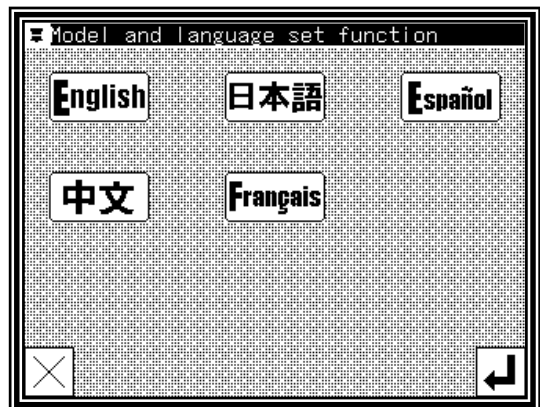 Model and language set function
English 日本語 Español
中文 Français